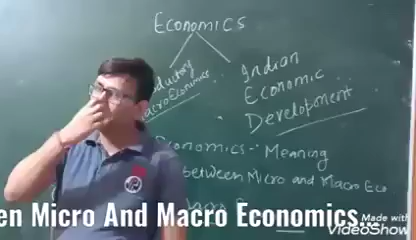 Economics
Indian
Economic
Development
Economics - Meaning
between Micro and Macro Eco
en Micro And Macro Economics
Made with
VideoShow